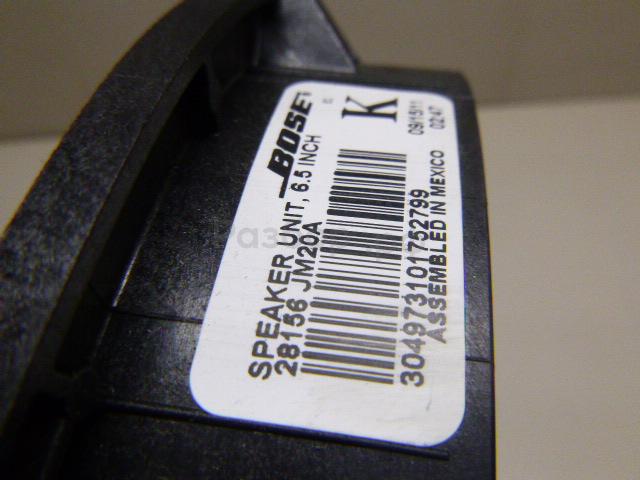 BOSE
K
09/15/11
02:47
SPEAKER UNIT, 6.5 INCH
28156 JM20A
304973101752799
ASSEMBLED IN MEXICO